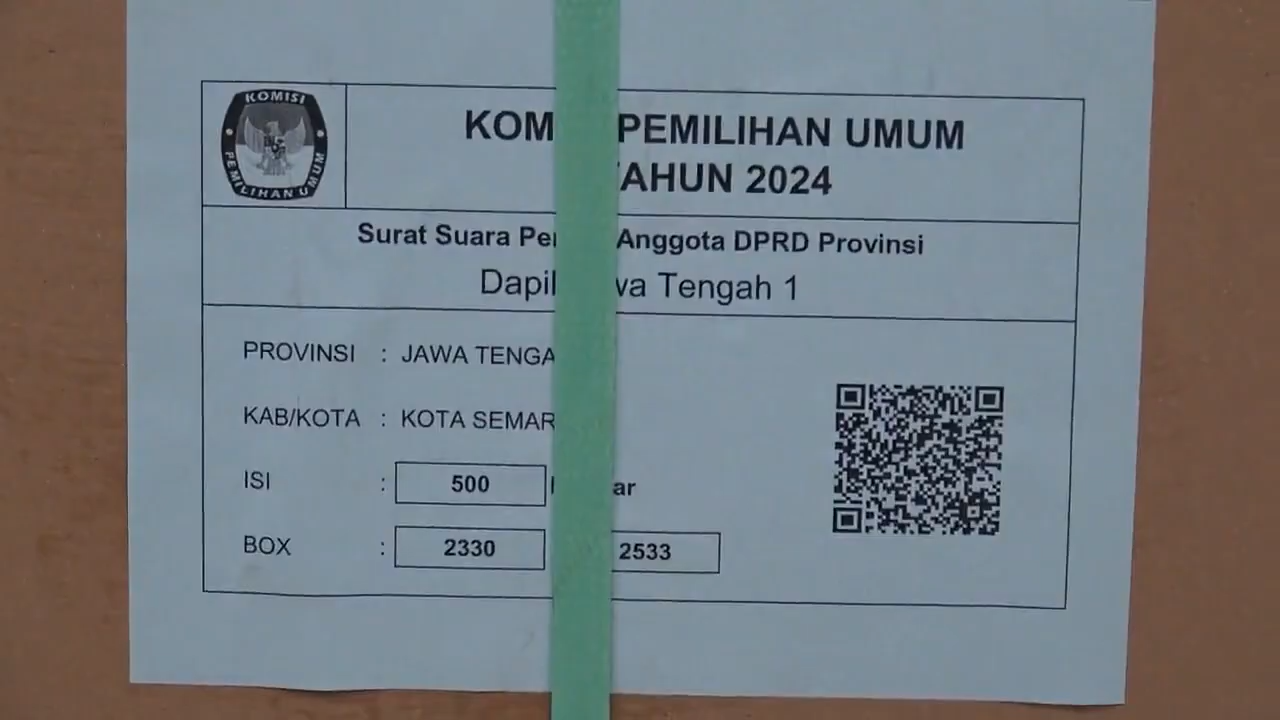 KOMISI
PEMILIHAN UMUM
KOM PEMILIHAN UMUM
AHUN 2024
Surat Suara Pe Anggota DPRD Provinsi
Dapil wa Tengah 1
PROVINSI : JAWA TENGA
KAB/KOTA : KOTA SEMAR
ISI : 500 ar
BOX : 2330 2533